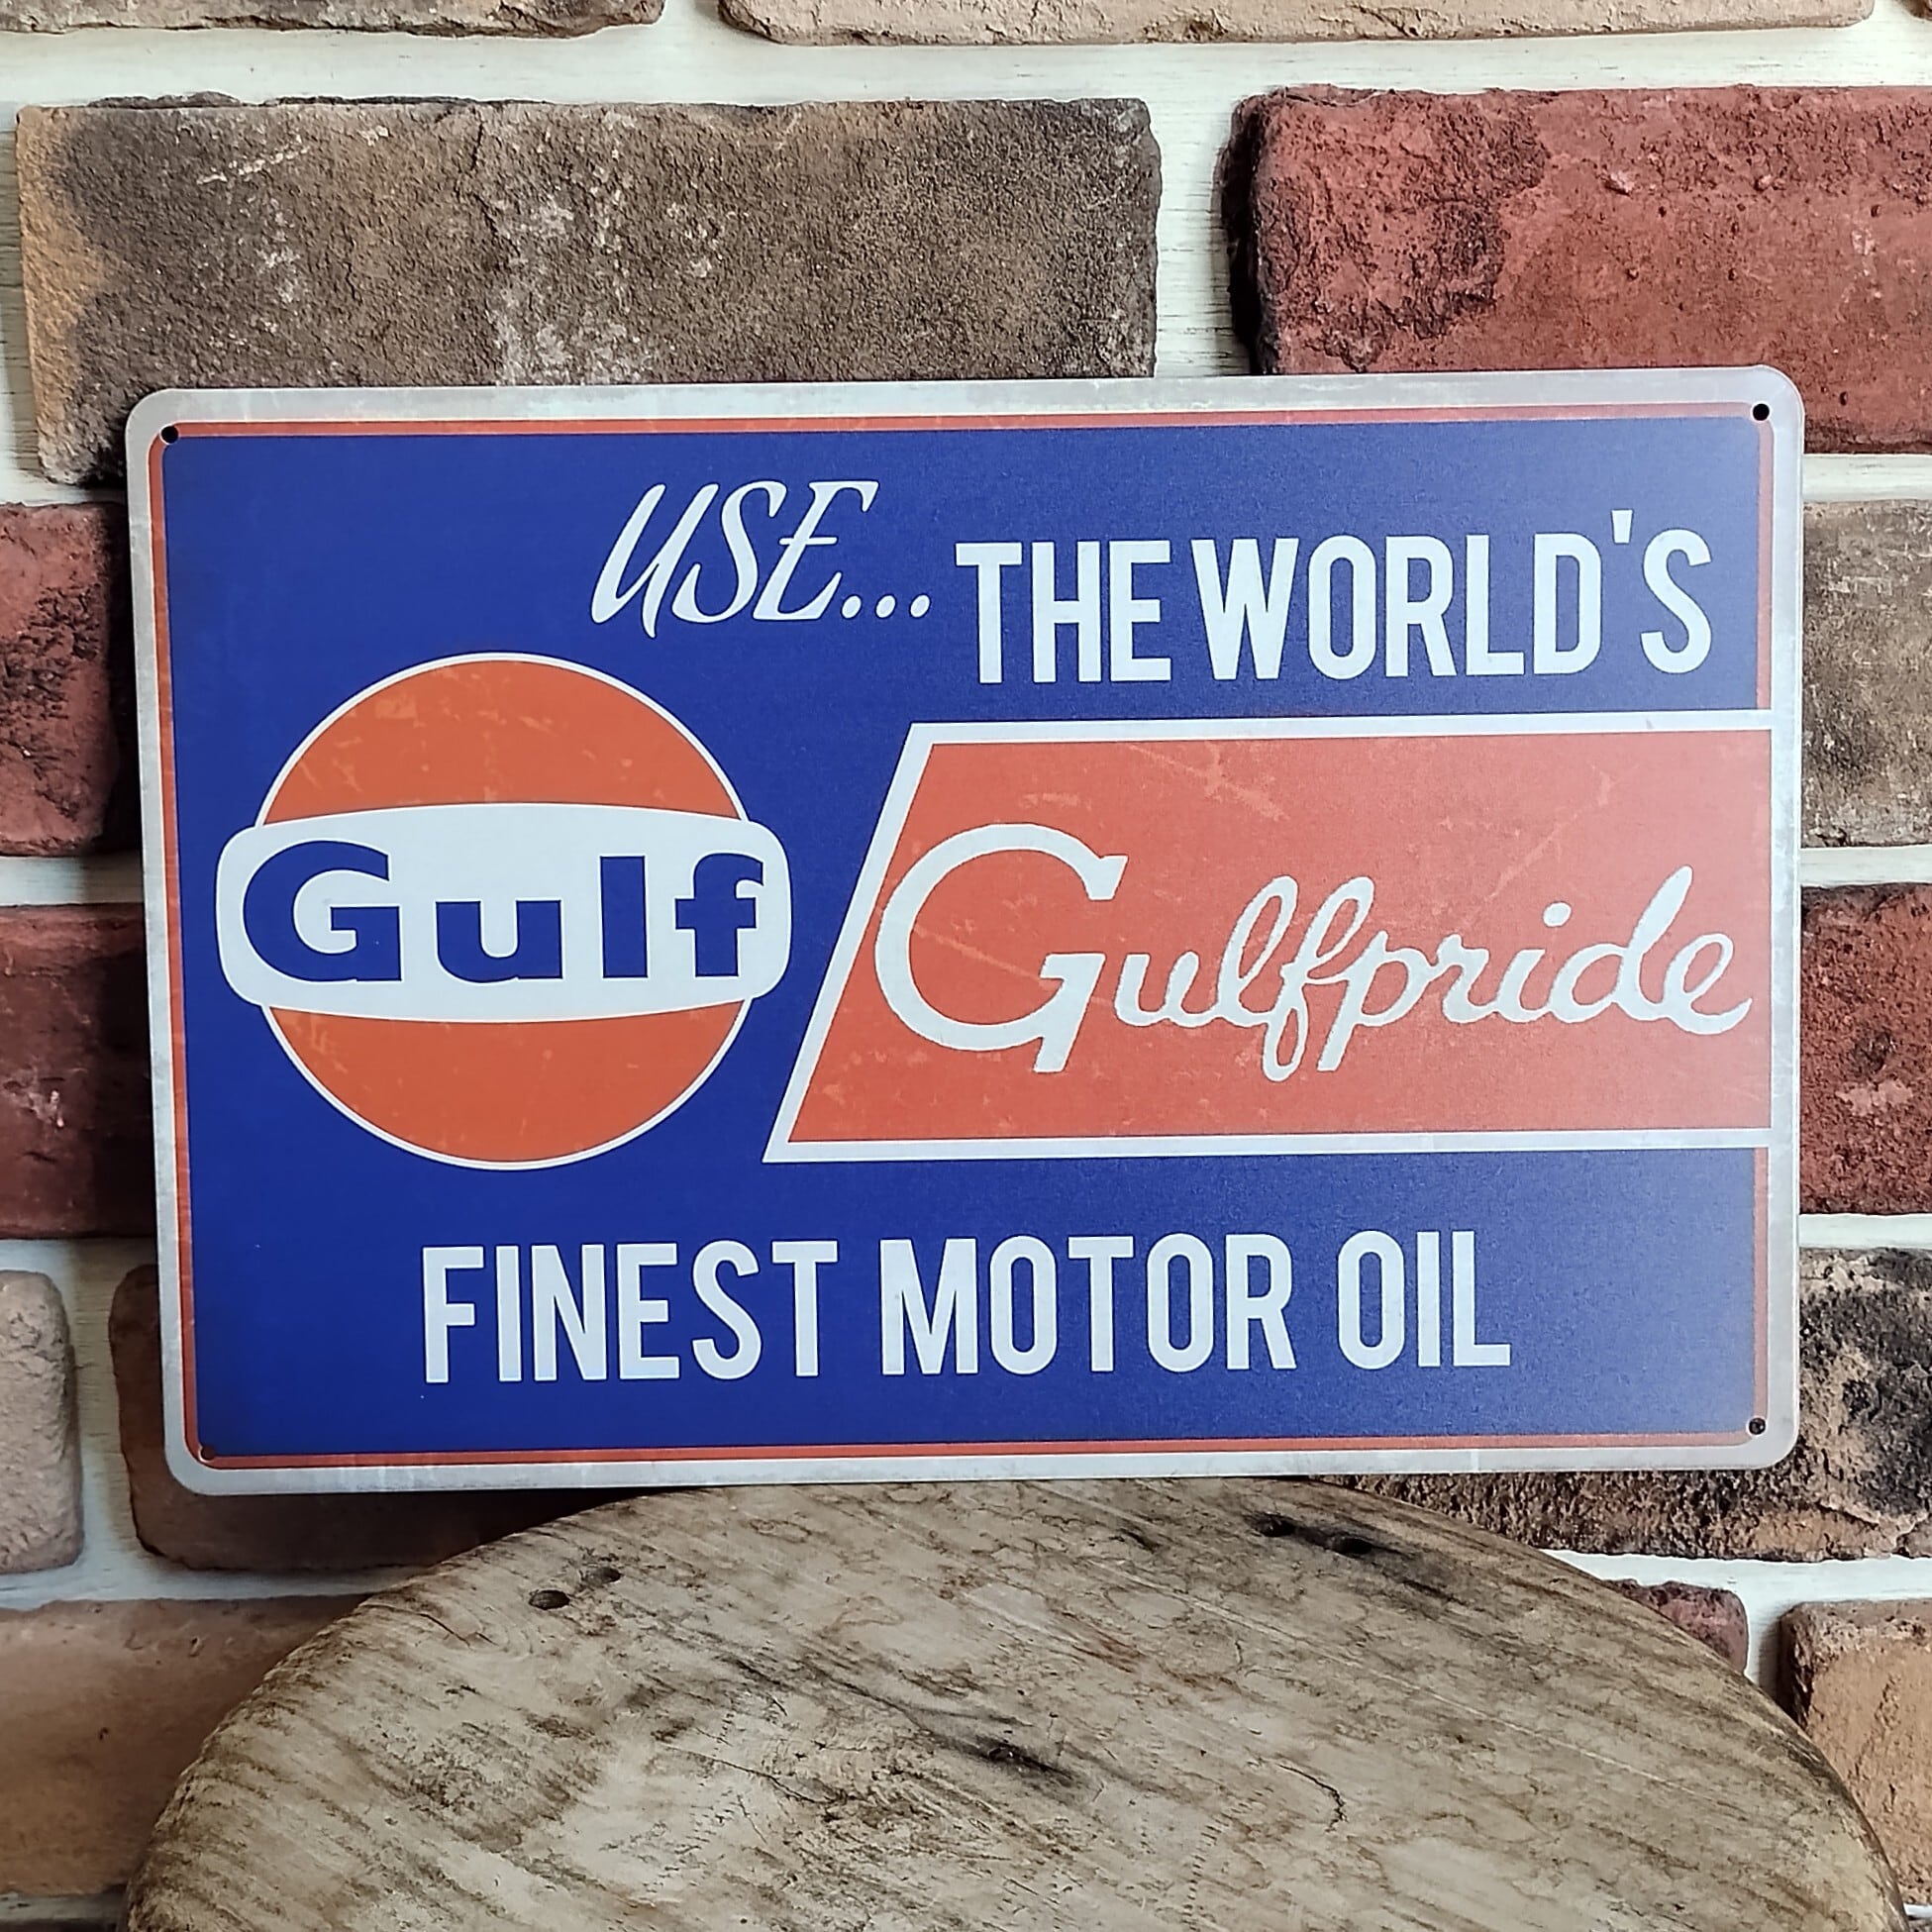 USE... THE WORLD'S
Gulf
Gulfpride
FINEST MOTOR OIL